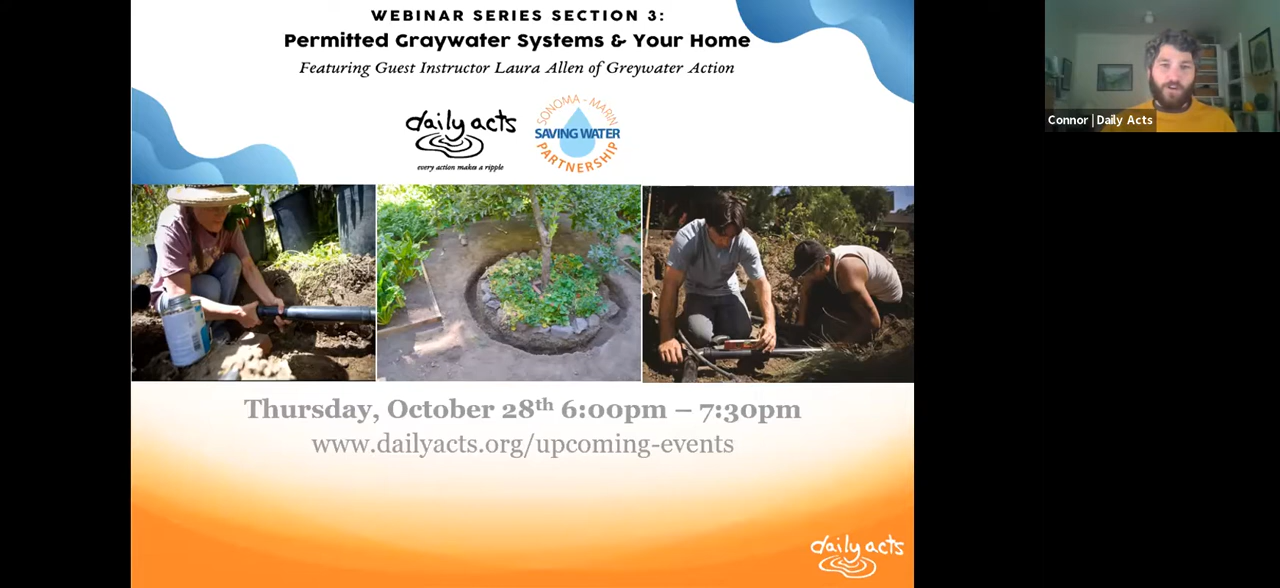 WEBINAR SERIES SECTION 3:
Permitted Graywater Systems & Your Home
Featuring Guest Instructor Laura Allen of Greywater Action
daily acts
every action makes a ripple
SONOMA - MARIN
SAVING WATER
PARTNERSHIP
Thursday, October 28th 6:00pm – 7:30pm
www.dailyacts.org/upcoming-events
daily acts
Connor | Daily Acts